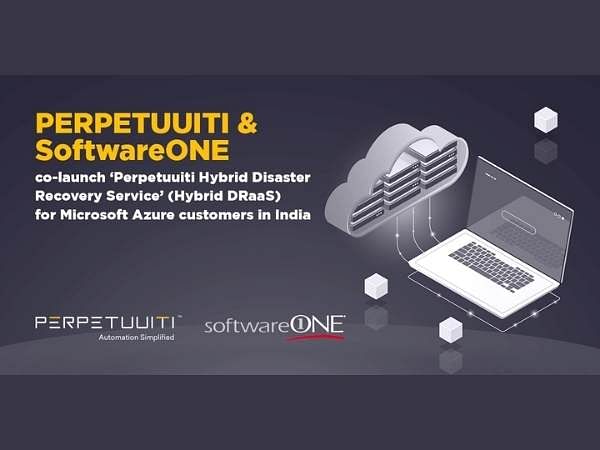 PERPETUUITI &
SoftwareONE
co-launch ‘Perpetuuiti Hybrid Disaster
Recovery Service’ (Hybrid DRaaS)
for Microsoft Azure customers in India
PERPETUUITI™
Automation Simplified
softwareONE